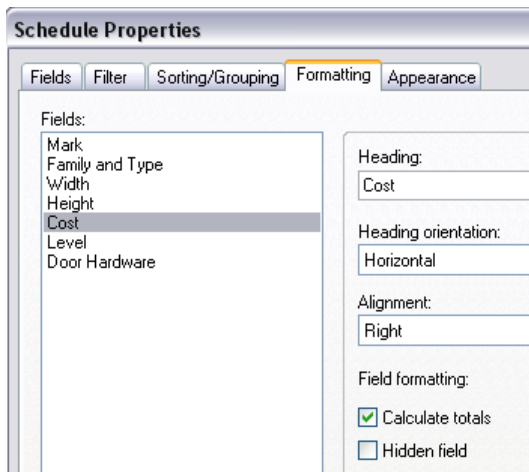 Schedule Properties
Fields Filter Sorting/Grouping Formatting Appearance
Fields:
Mark
Family and Type
Width
Height
Cost
Level
Door Hardware
Heading:
Cost
Heading orientation:
Horizontal
Alignment:
Right
Field formatting:
Calculate totals
Hidden field